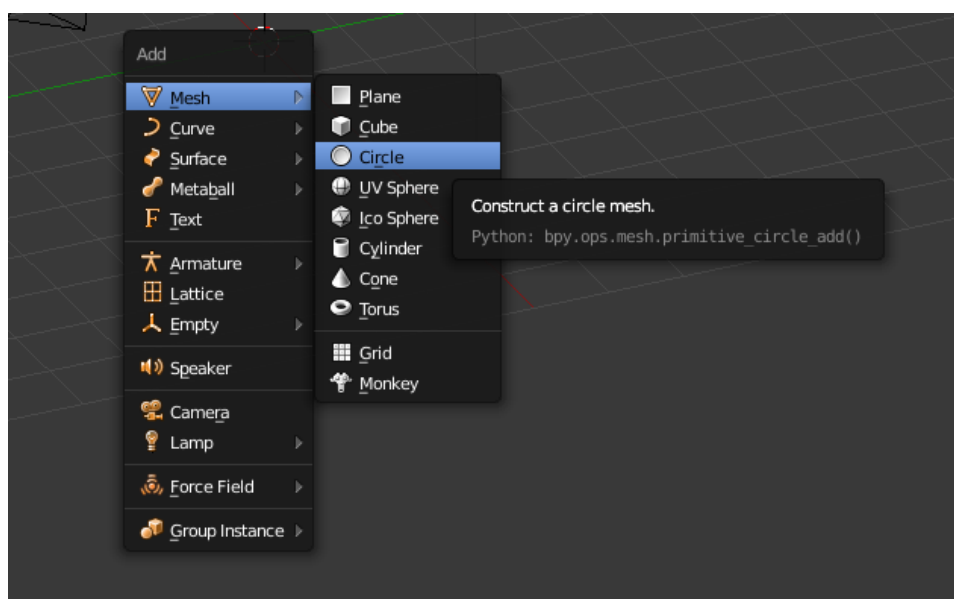 Add
Mesh
Curve
Surface
Metaball
Text
Armature
Lattice
Empty
Speaker
Camera
Lamp
Force Field
Group Instance
Plane
Cube
Circle
UV Sphere
Ico Sphere
Cylinder
Cone
Torus
Grid
Monkey
Construct a circle mesh.
Python: bpy.ops.mesh.primitive_circle_add()